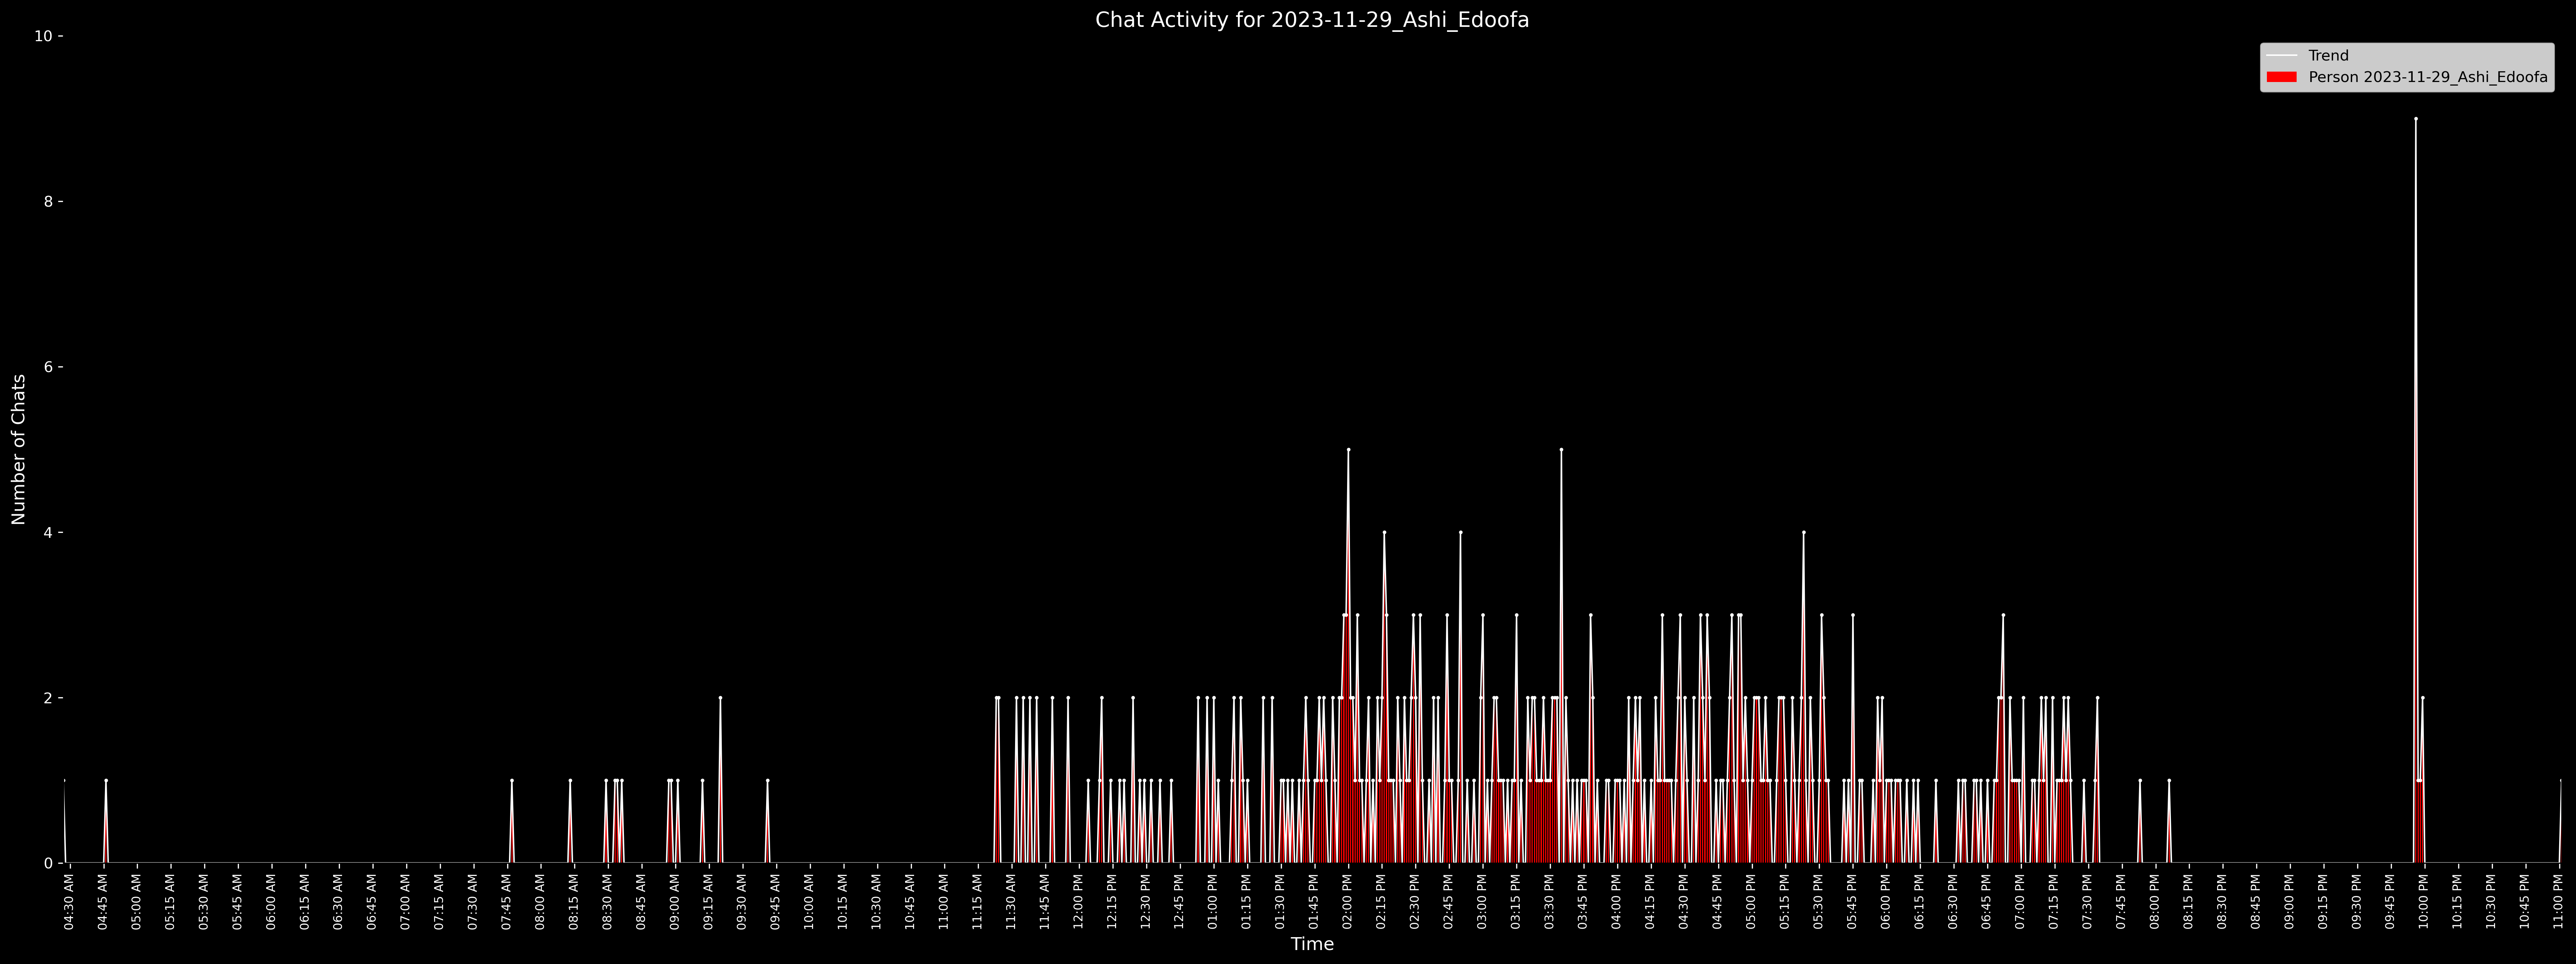 Chat Activity for 2023-11-29_Ashi_Edoofa
Trend
Person 2023-11-29_Ashi_Edoofa
Number of Chats
10
8
6
4
2
0
04:30 AM
04:45 AM
05:00 AM
05:15 AM
05:30 AM
05:45 AM
06:00 AM
06:15 AM
06:30 AM
06:45 AM
07:00 AM
07:15 AM
07:30 AM
07:45 AM
08:00 AM
08:15 AM
08:30 AM
08:45 AM
09:00 AM
09:15 AM
09:30 AM
09:45 AM
10:00 AM
10:15 AM
10:30 AM
10:45 AM
11:00 AM
11:15 AM
11:30 AM
11:45 AM
12:00 PM
12:15 PM
12:30 PM
12:45 PM
01:00 PM
01:15 PM
01:30 PM
01:45 PM
02:00 PM
02:15 PM
02:30 PM
02:45 PM
03:00 PM
03:15 PM
03:30 PM
03:45 PM
04:00 PM
04:15 PM
04:30 PM
04:45 PM
05:00 PM
05:15 PM
05:30 PM
05:45 PM
06:00 PM
06:15 PM
06:30 PM
06:45 PM
07:00 PM
07:15 PM
07:30 PM
07:45 PM
08:00 PM
08:15 PM
08:30 PM
08:45 PM
09:00 PM
09:15 PM
09:30 PM
09:45 PM
10:00 PM
10:15 PM
10:30 PM
10:45 PM
11:00 PM
Time